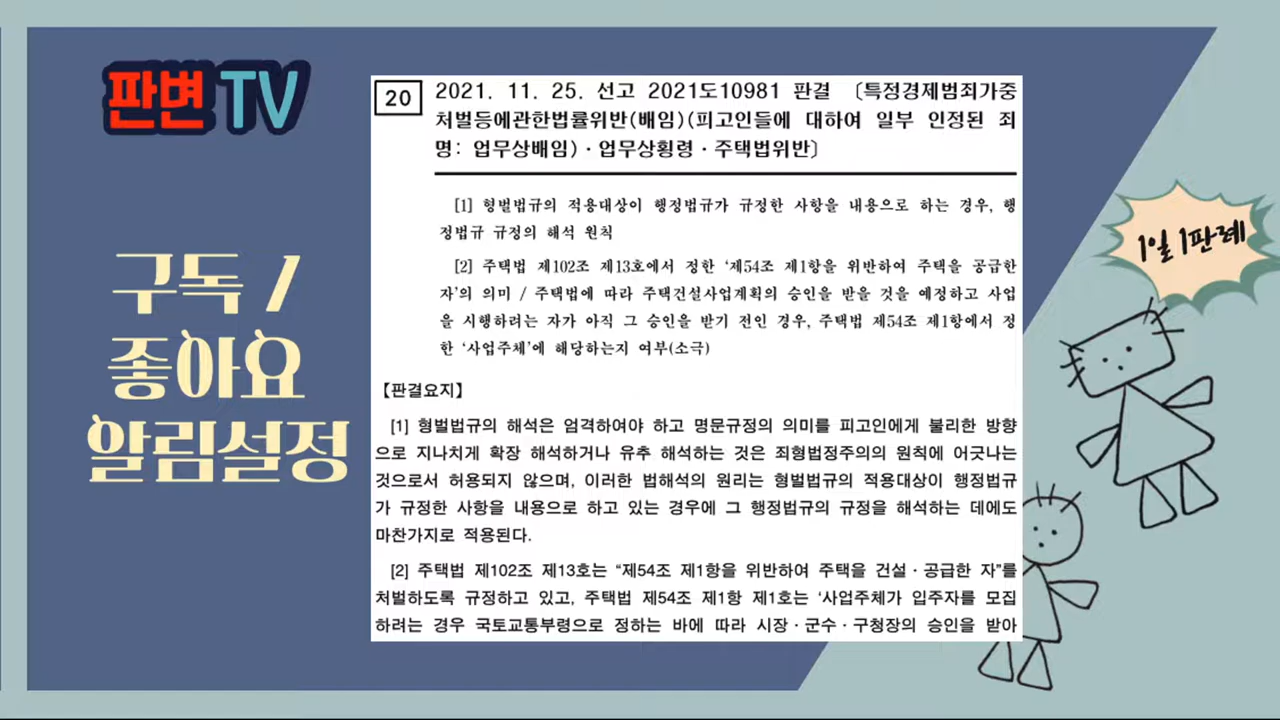 판변 TV
구독 /
좋아요
알림설정
20
2021. 11. 25. 선고 2021도10981 판결 〔특정경제범죄가중
처벌등에관한법률위반(배임)(피고인들에 대하여 일부 인정된 죄
명: 업무상배임)·업무상횡령·주택법위반〕
[1] 형벌법규의 적용대상이 행정법규가 규정한 사항을 내용으로 하는 경우, 행
정법규 규정의 해석 원칙
[2] 주택법 제102조 제13호에서 정한 ‘제54조 제1항을 위반하여 주택을 공급한
자’의 의미 / 주택법에 따라 주택건설사업계획의 승인을 받을 것을 예정하고 사업
을 시행하려는 자가 아직 그 승인을 받기 전인 경우, 주택법 제54조 제1항에서 정
한 ‘사업주체’에 해당하는지 여부(소극)
【판결요지】
[1] 형벌법규의 해석은 엄격하여야 하고 명문규정의 의미를 피고인에게 불리한 방향
으로 지나치게 확장 해석하거나 유추 해석하는 것은 죄형법정주의의 원칙에 어긋나는
것으로서 허용되지 않으며, 이러한 법해석의 원리는 형벌법규의 적용대상이 행정법규
가 규정한 사항을 내용으로 하고 있는 경우에 그 행정법규의 규정을 해석하는 데에도
마찬가지로 적용된다.
[2] 주택법 제102조 제13호는 “제54조 제1항을 위반하여 주택을 건설·공급한 자”를
처벌하도록 규정하고 있고, 주택법 제54조 제1항 제1호는 ‘사업주체가 입주자를 모집
하려는 경우 국토교통부령으로 정하는 바에 따라 시장·군수·구청장의 승인을 받아
1일 1판례